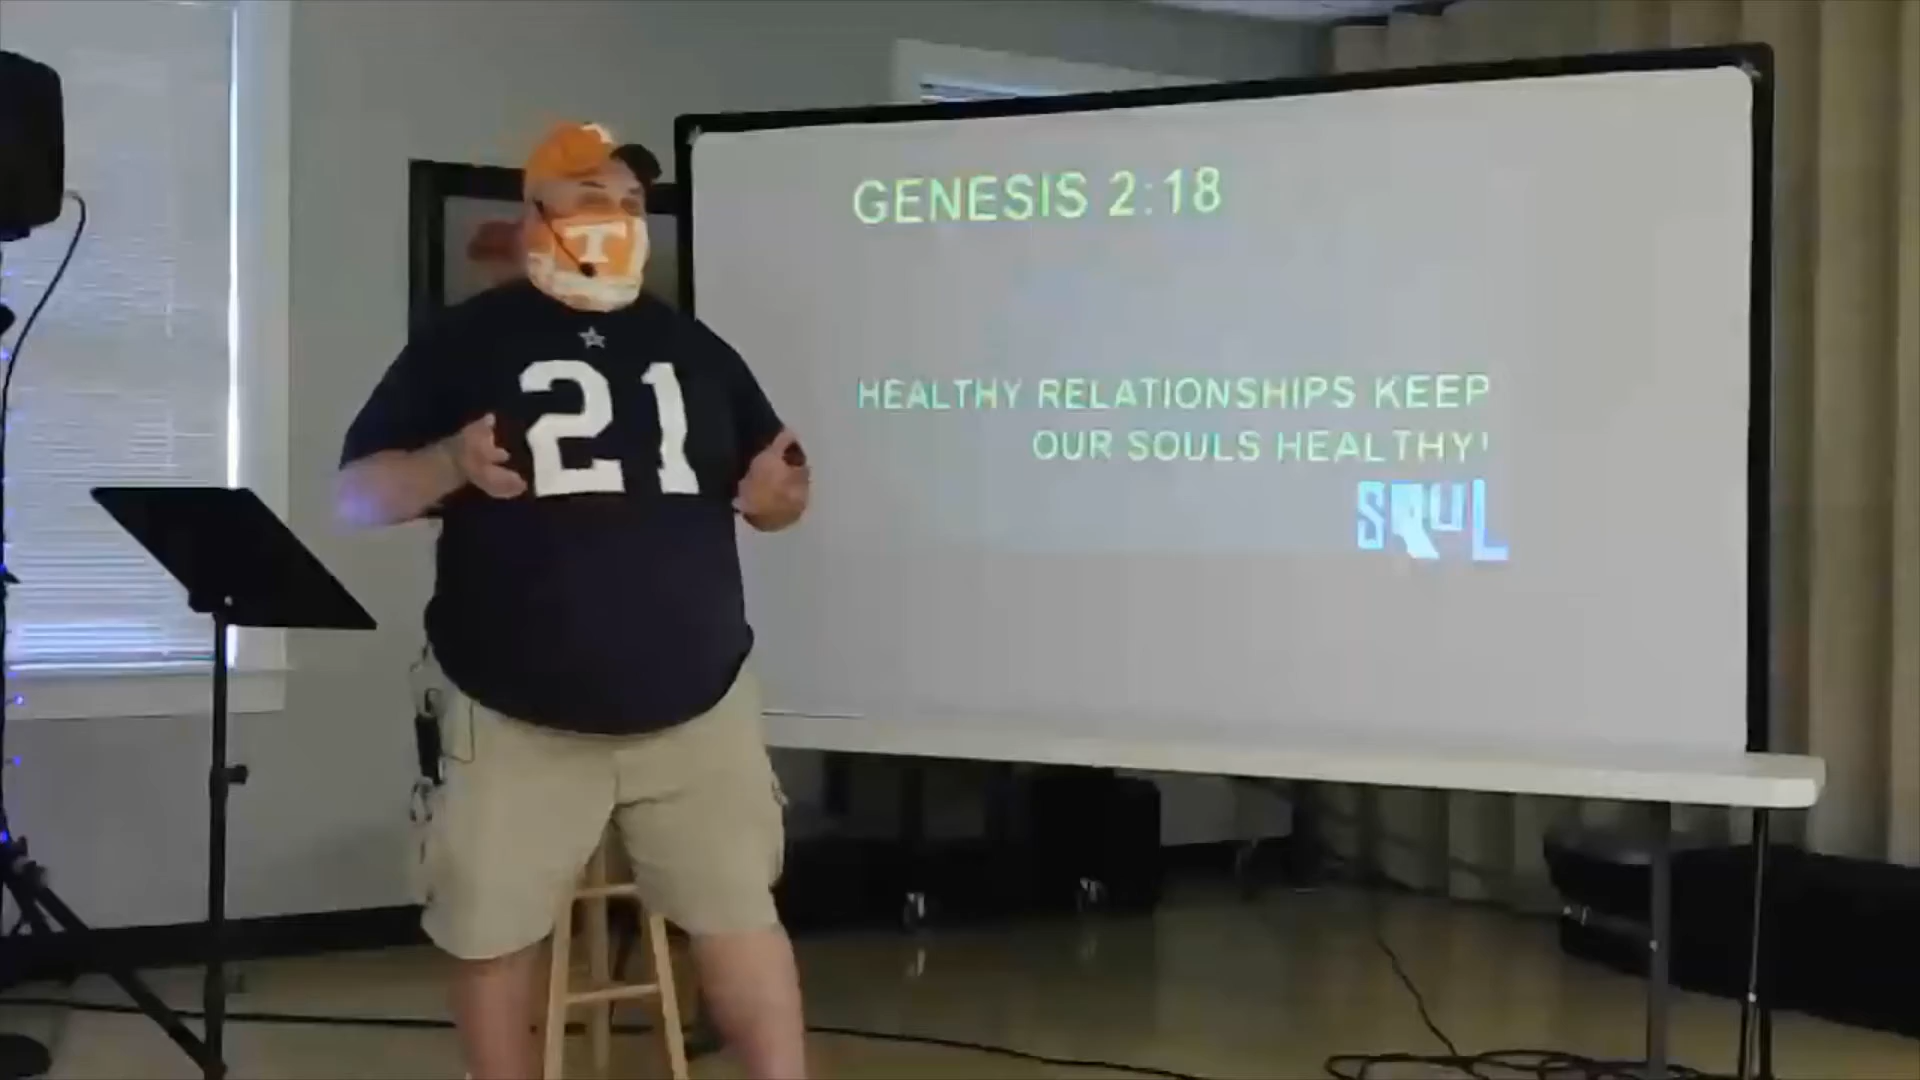 GENESIS 2:18
HEALTHY RELATIONSHIPS KEEP
OUR SOULS HEALTHY!
SOUL
T
T
21